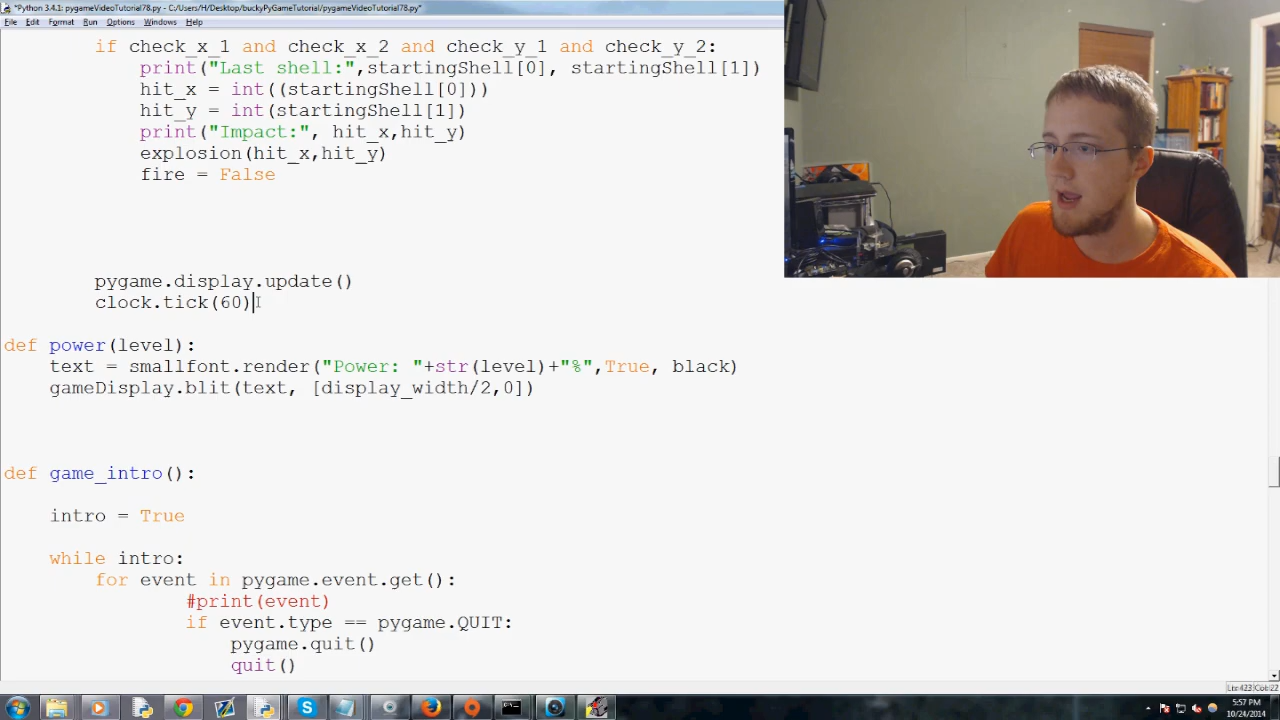 *Python 3.4.1: pygameVideoTutorial78.py - C:/Users/H/Desktop/buckyPyGameTutorial/pygameVideoTutorial78.py*
File Edit Format Run Options Windows Help
if check_x_1 and check_x_2 and check_y_1 and check_y_2:
print("Last shell:",startingShell[0], startingShell[1])
hit_x = int((startingShell[0]))
hit_y = int(startingShell[1])
print("Impact:", hit_x,hit_y)
explosion(hit_x,hit_y)
fire = False
pygame.display.update()
clock.tick(60)
def power(level):
text = smallfont.render("Power: "+str(level)+"%",True, black)
gameDisplay.blit(text, [display_width/2,0])
def game_intro():
intro = True
while intro:
for event in pygame.event.get():
#print(event)
if event.type == pygame.QUIT:
pygame.quit()
quit()
Ln: 423 Col: 22
5:57 PM
10/24/2014